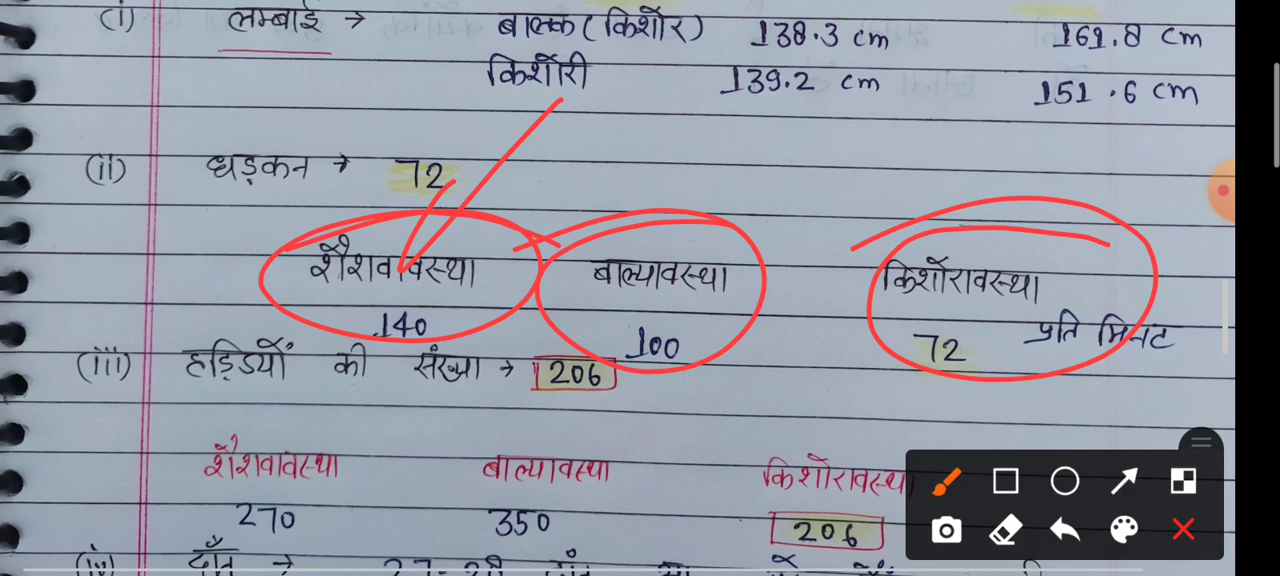 (i) लम्बाई → बालक (किशोर) 138.3 cm 161.8 cm
किशोरी 139.2 cm 151.6 cm
(ii) धड़कन → 72
शैशवावस्था बाल्यावस्था किशोरावस्था
140 100 72 प्रति मिनट
(iii) हड्डियों की संख्या → 206
शैशवावस्था बाल्यावस्था किशोरावस्था
270 350 206
(iv) दाँत →